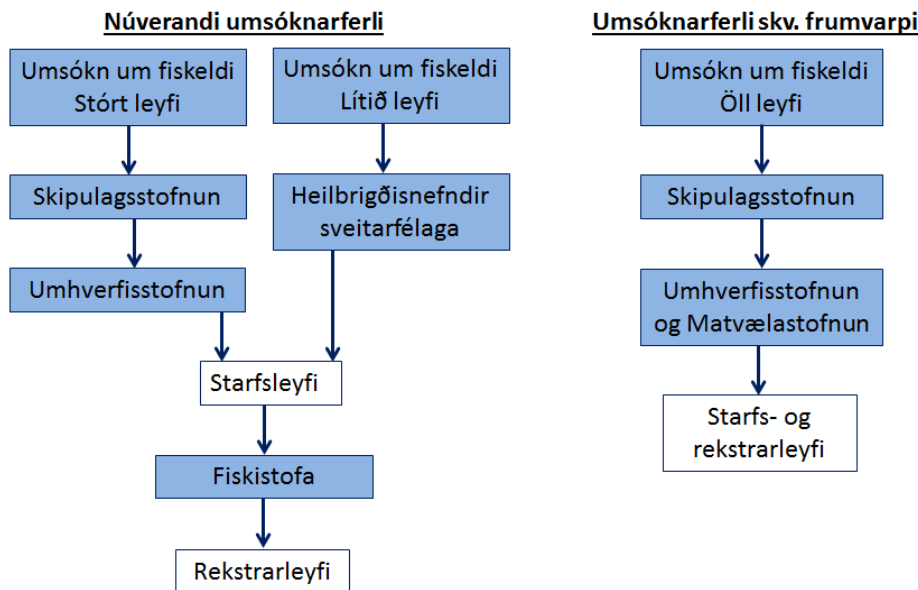 Núverandi umsóknarferli
Umsókn um fiskeldi
Stórt leyfi
Umsókn um fiskeldi
Lítið leyfi
Skipulagsstofnun
Heilbrigðisnefndir
sveitarfélaga
Umhverfisstofnun
Starfsleyfi
Fiskistofa
Rekstrarleyfi
Umsóknarferli skv. frumvarpi
Umsókn um fiskeldi
Öll leyfi
Skipulagsstofnun
Umhverfisstofnun
og Matvælastofnun
Starfs- og
rekstrarleyfi